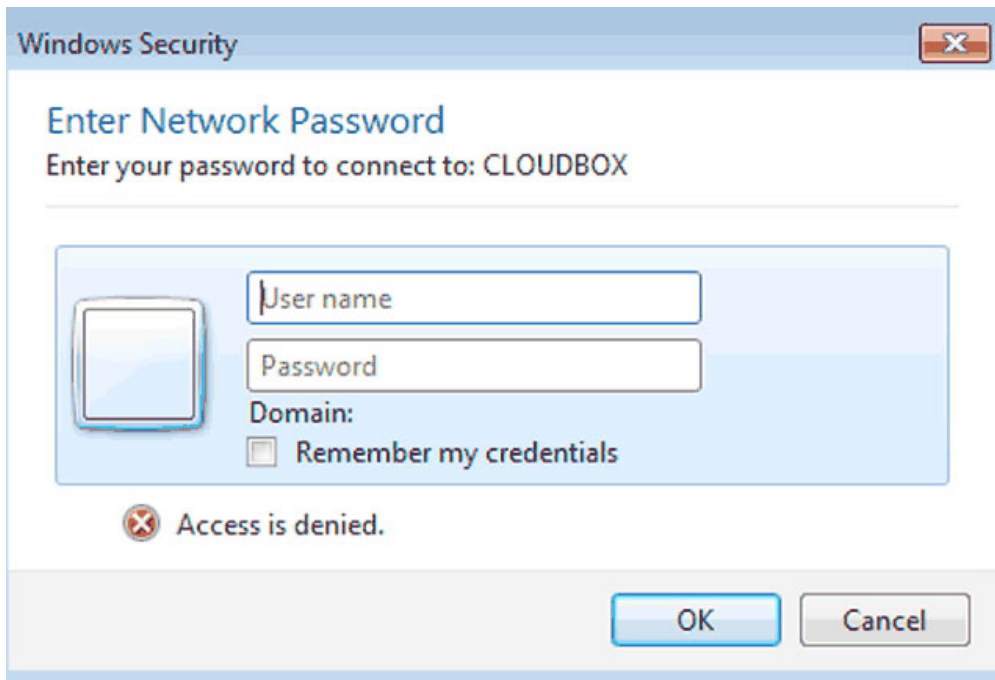 Windows Security
Enter Network Password
Enter your password to connect to: CLOUDBOX
User name
Password
Domain:
Remember my credentials
Access is denied.
OK Cancel